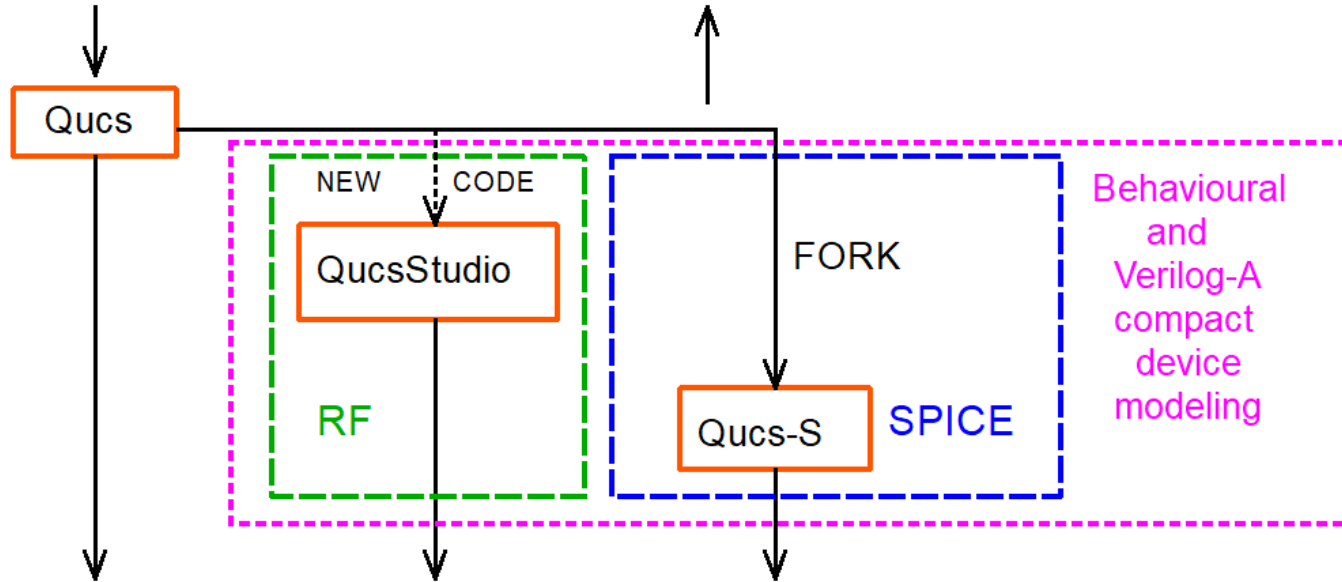 Qucs
NEW CODE
QucsStudio
RF
FORK
Qucs-S
SPICE
Behavioural
and
Verilog-A
compact
device
modeling